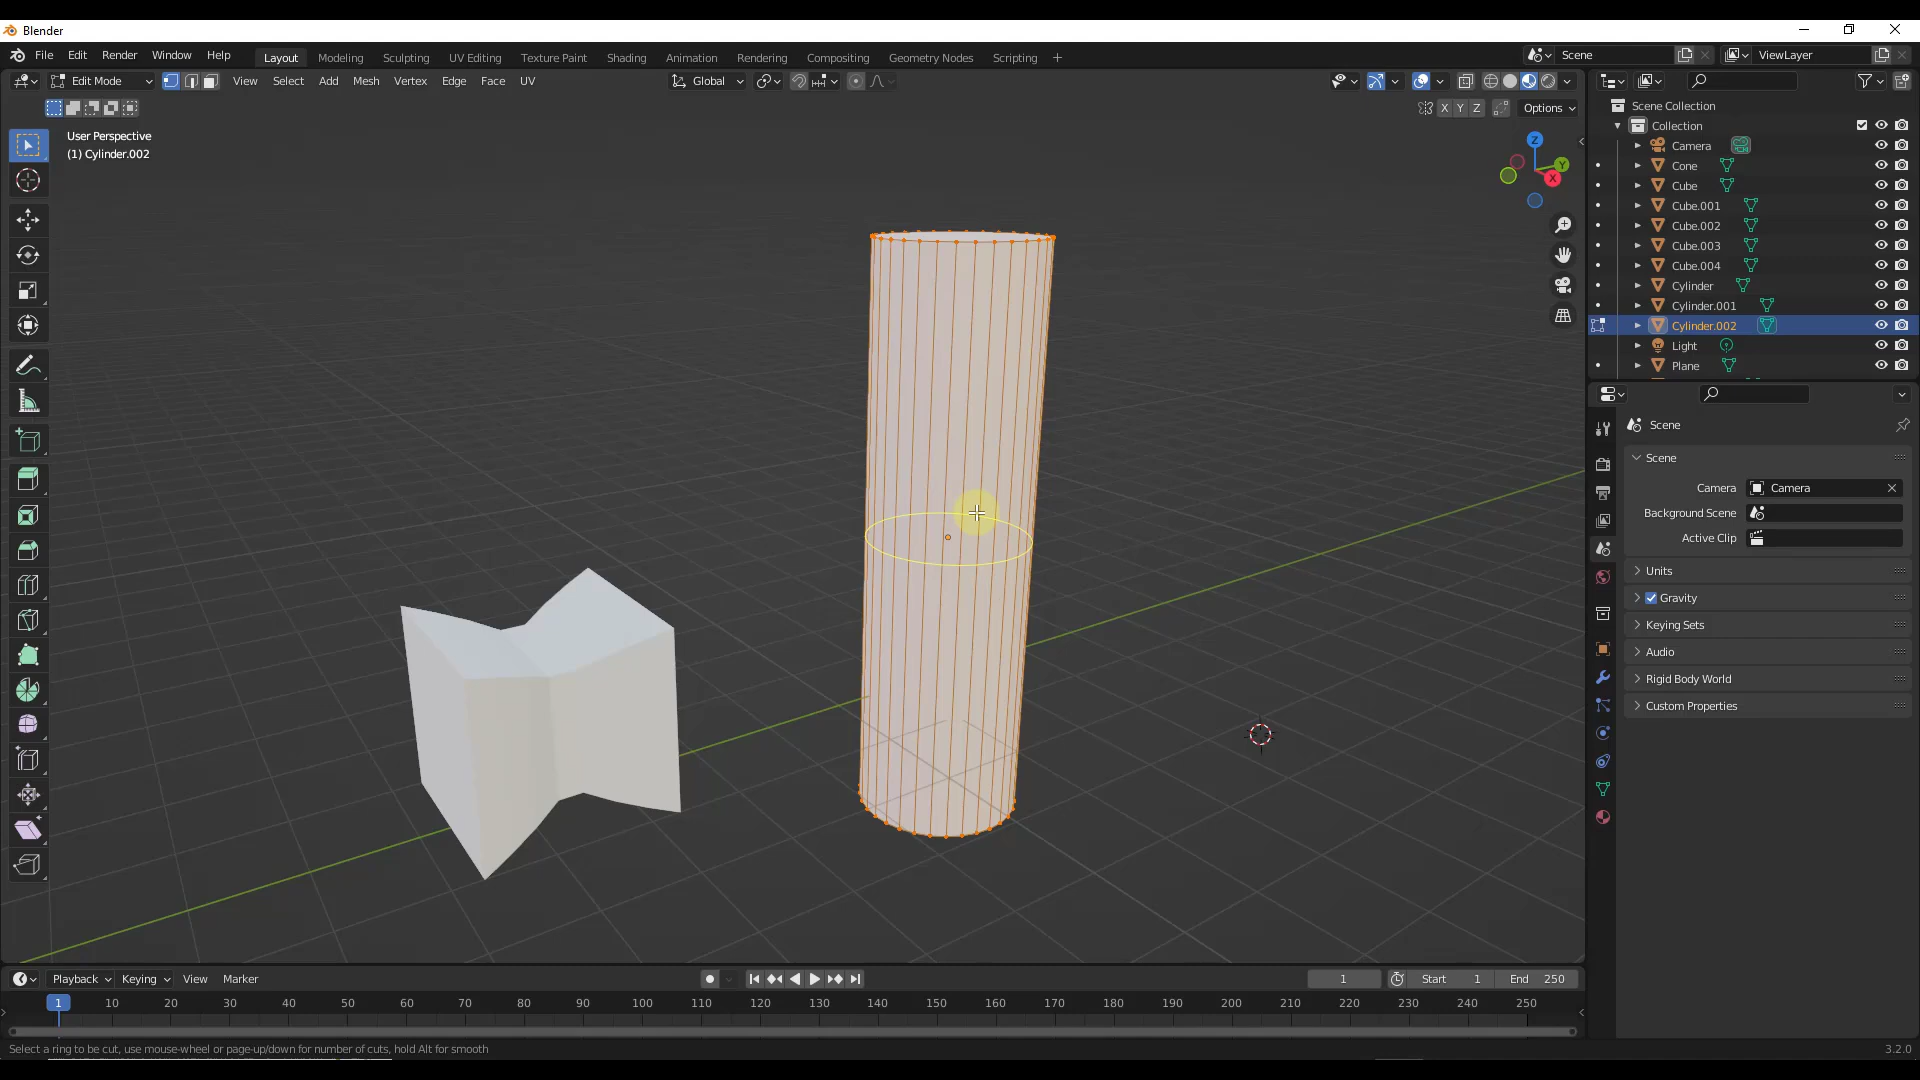 Blender
File Edit Render Window Help Layout Modeling Sculpting UV Editing Texture Paint Shading Animation Rendering Compositing Geometry Nodes Scripting + Scene ViewLayer
Edit Mode View Select Add Mesh Vertex Edge Face UV Global
X Y Z Options
User Perspective
(1) Cylinder.002
Z
Y
X
Scene Collection
Collection
Camera
Cone
Cube
Cube.001
Cube.002
Cube.003
Cube.004
Cylinder
Cylinder.001
Cylinder.002
Light
Plane
Scene
Scene
Camera Camera
Background Scene
Active Clip
Units
Gravity
Keying Sets
Audio
Rigid Body World
Custom Properties
Playback Keying View Marker 1 Start 1 End 250
1 10 20 30 40 50 60 70 80 90 100 110 120 130 140 150 160 170 180 190 200 210 220 230 240 250
Select a ring to be cut, use mouse-wheel or page-up/down for number of cuts, hold Alt for smooth 3.2.0